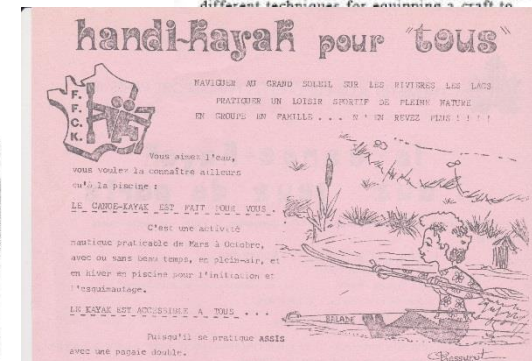 different techniques for equipping a craft to
handi-kayak pour "tous"
F.
F.
C.
K.
NAVIGUER AU GRAND SOLEIL SUR LES RIVIERES LES LACS
PRATIQUER UN LOISIR SPORTIF DE PLEINE NATURE
EN GROUPE EN FAMILLE ... N'EN REVEZ PLUS !!!!
Vous aimez l'eau,
vous voulez la connaître ailleurs
qu'à la piscine :
LE CANOE-KAYAK EST FAIT POUR VOUS .
C'est une activité
nautique praticable de Mars à Octobre,
avec ou sans beau temps, en plein-air, et
en hiver en piscine pour l'initiation et
l'esquimautage.
LE KAYAK EST ACCESSIBLE A TOUS ...
Puisqu'il se pratique ASSIS
avec une pagaie double.
BALADE